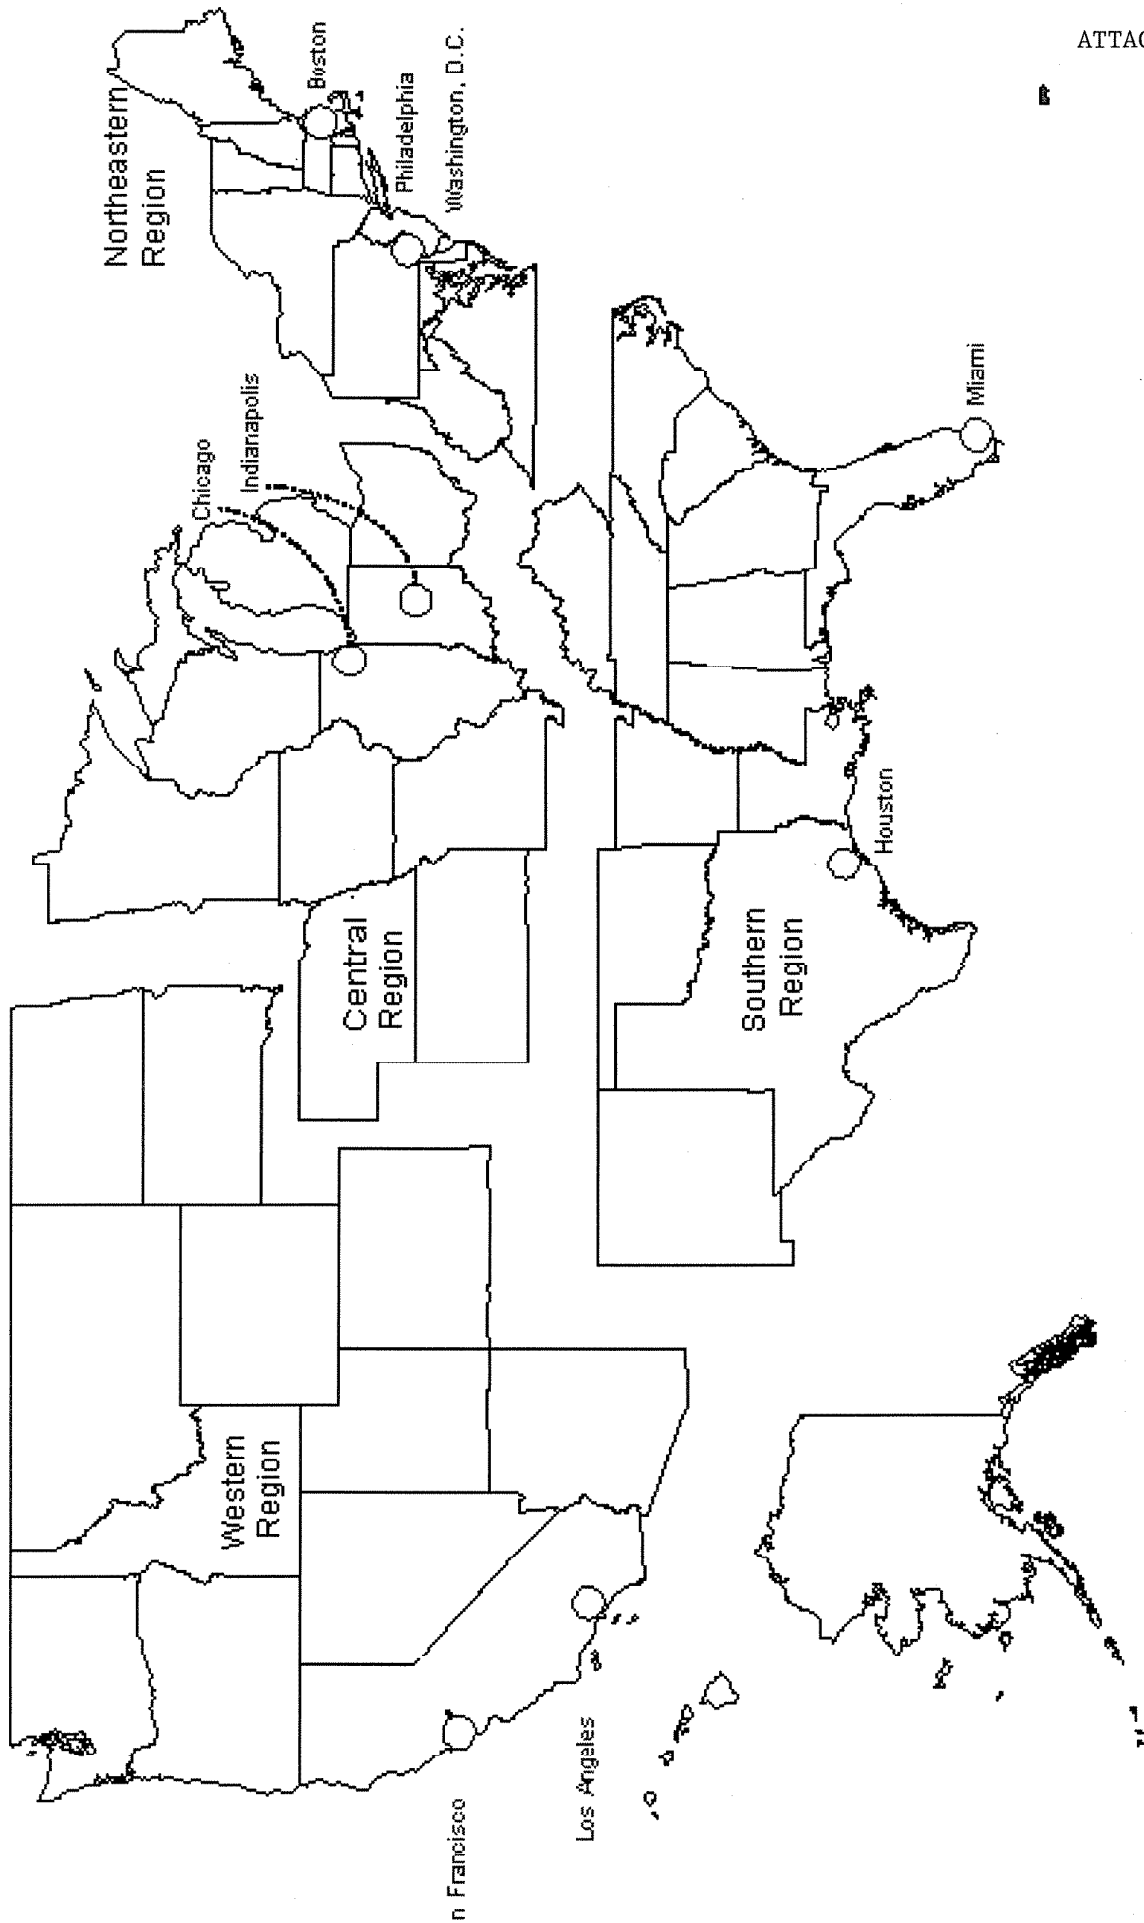 ATTAC
Northeastern
Region
Boston
Philadelphia
Washington, D.C.
Chicago
Indianapolis
Central
Region
Western
Region
Southern
Region
Miami
Houston
Los Angeles
n Francisco